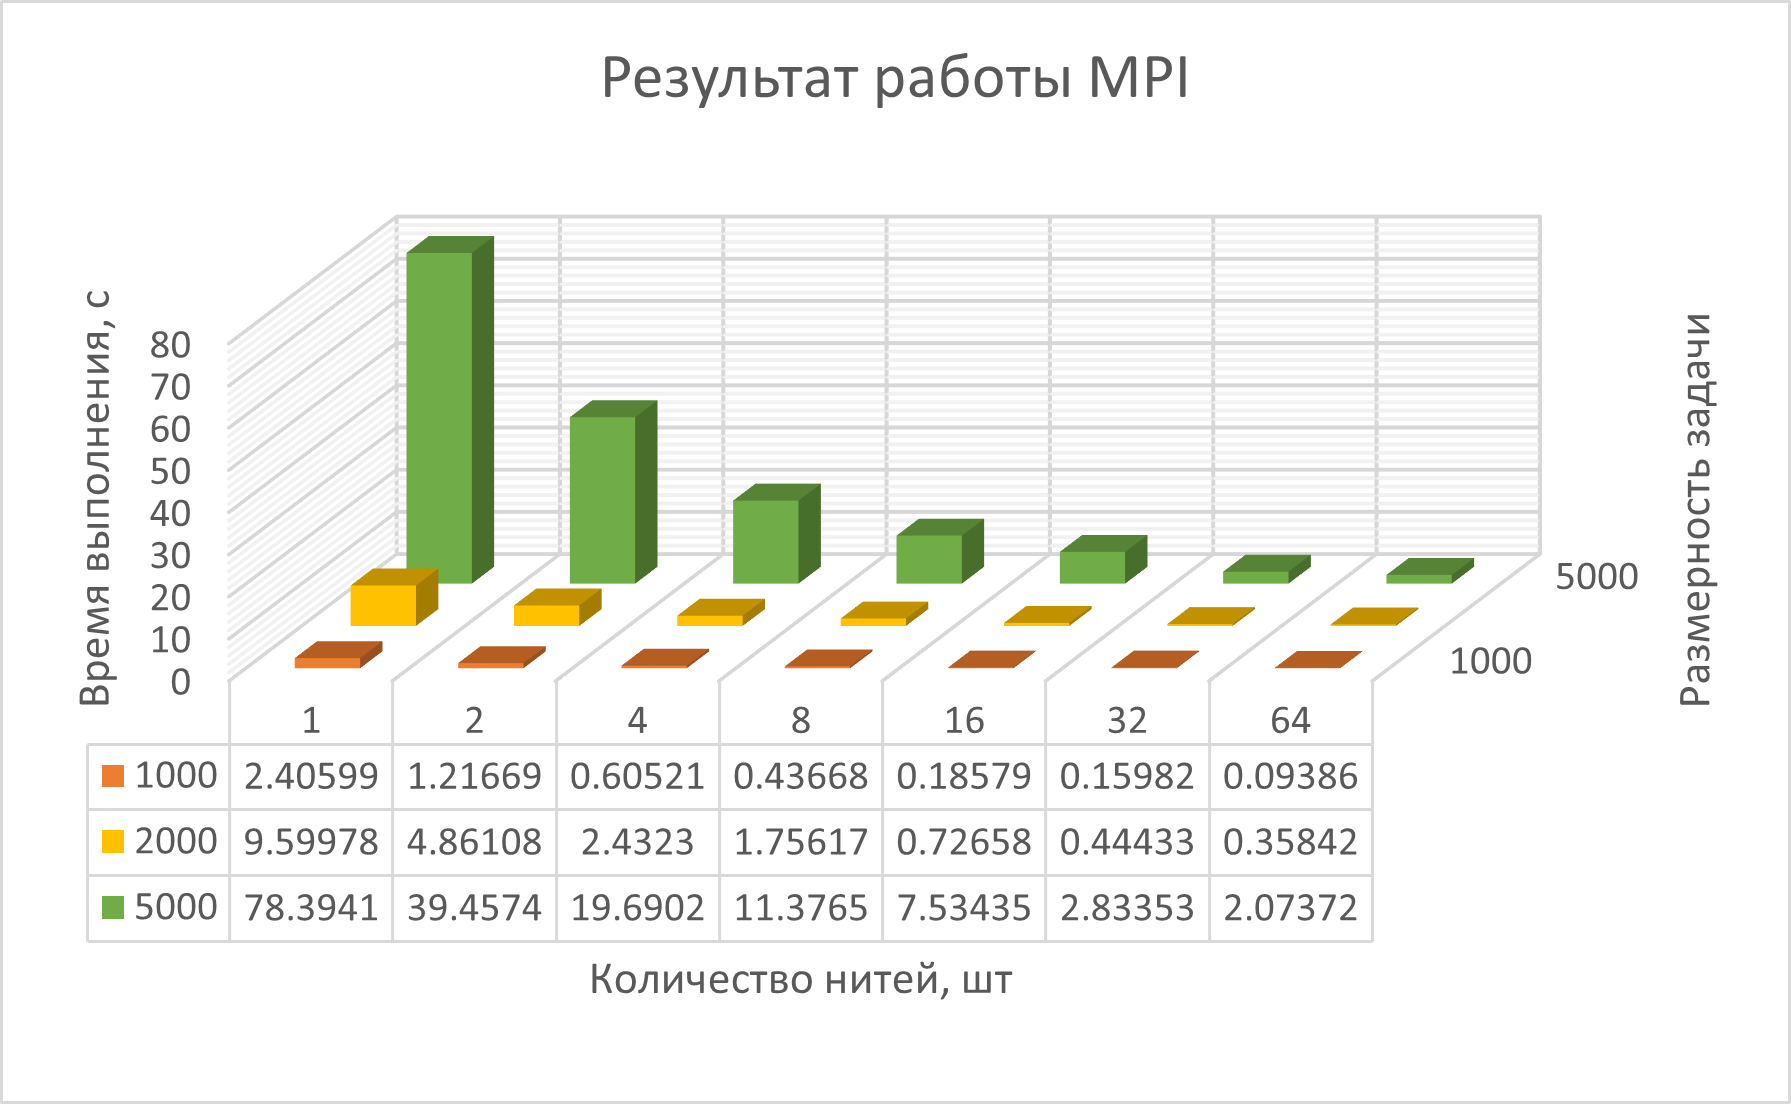 Результат работы MPI
Время выполнения, с
80
70
60
50
40
30
20
10
0
5000
1000
Размерность задачи
1 2 4 8 16 32 64
1000 2.40599 1.21669 0.60521 0.43668 0.18579 0.15982 0.09386
2000 9.59978 4.86108 2.4323 1.75617 0.72658 0.44433 0.35842
5000 78.3941 39.4574 19.6902 11.3765 7.53435 2.83353 2.07372
Количество нитей, шт